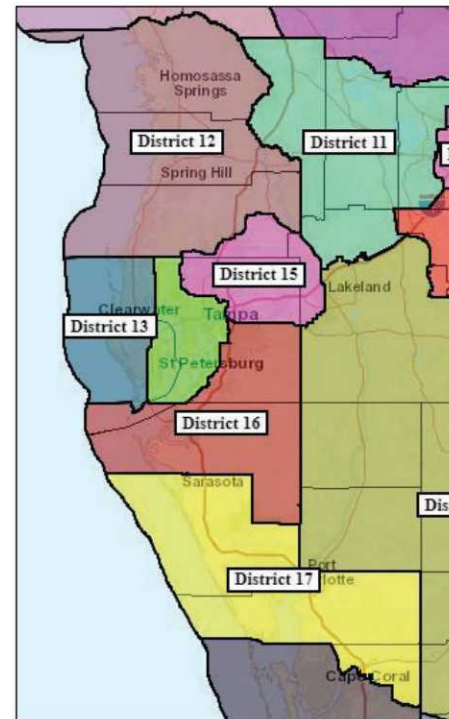 Homosassa
Springs
District 12
District 11
Spring Hill
District 15
Lakeland
Clearwater
District 13
Tampa
St Petersburg
District 16
Sarasota
Dis
Port
lotte
District 17
Cape Coral